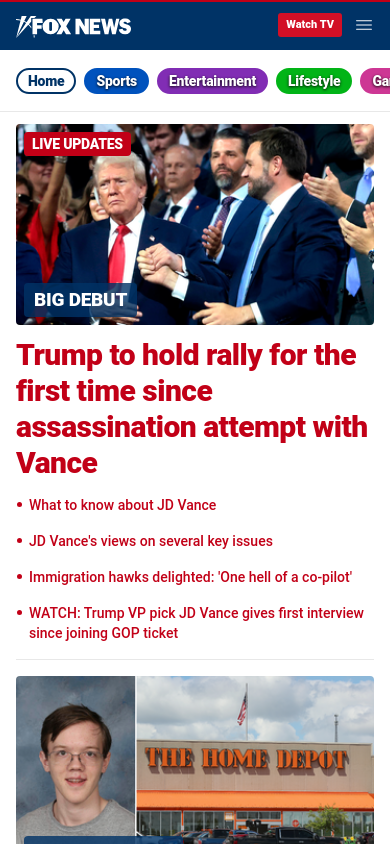 FOX NEWS
Watch TV
Home
Sports
Entertainment
Lifestyle
LIVE UPDATES
BIG DEBUT
Trump to hold rally for the
first time since
assassination attempt with
Vance
• What to know about JD Vance
• JD Vance's views on several key issues
• Immigration hawks delighted: 'One hell of a co-pilot'
• WATCH: Trump VP pick JD Vance gives first interview
since joining GOP ticket
THE HOME DEPOT